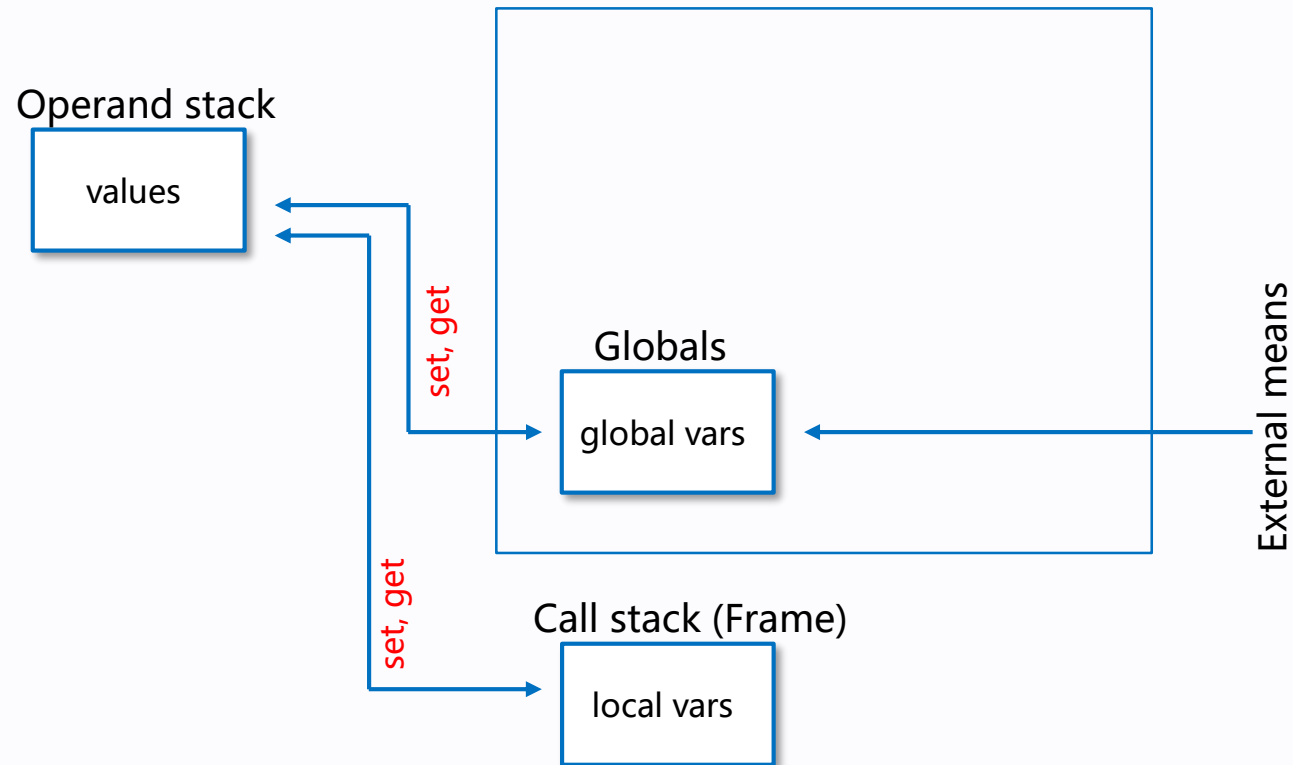 Operand stack
values
set, get
Globals
global vars
External means
set, get
Call stack (Frame)
local vars